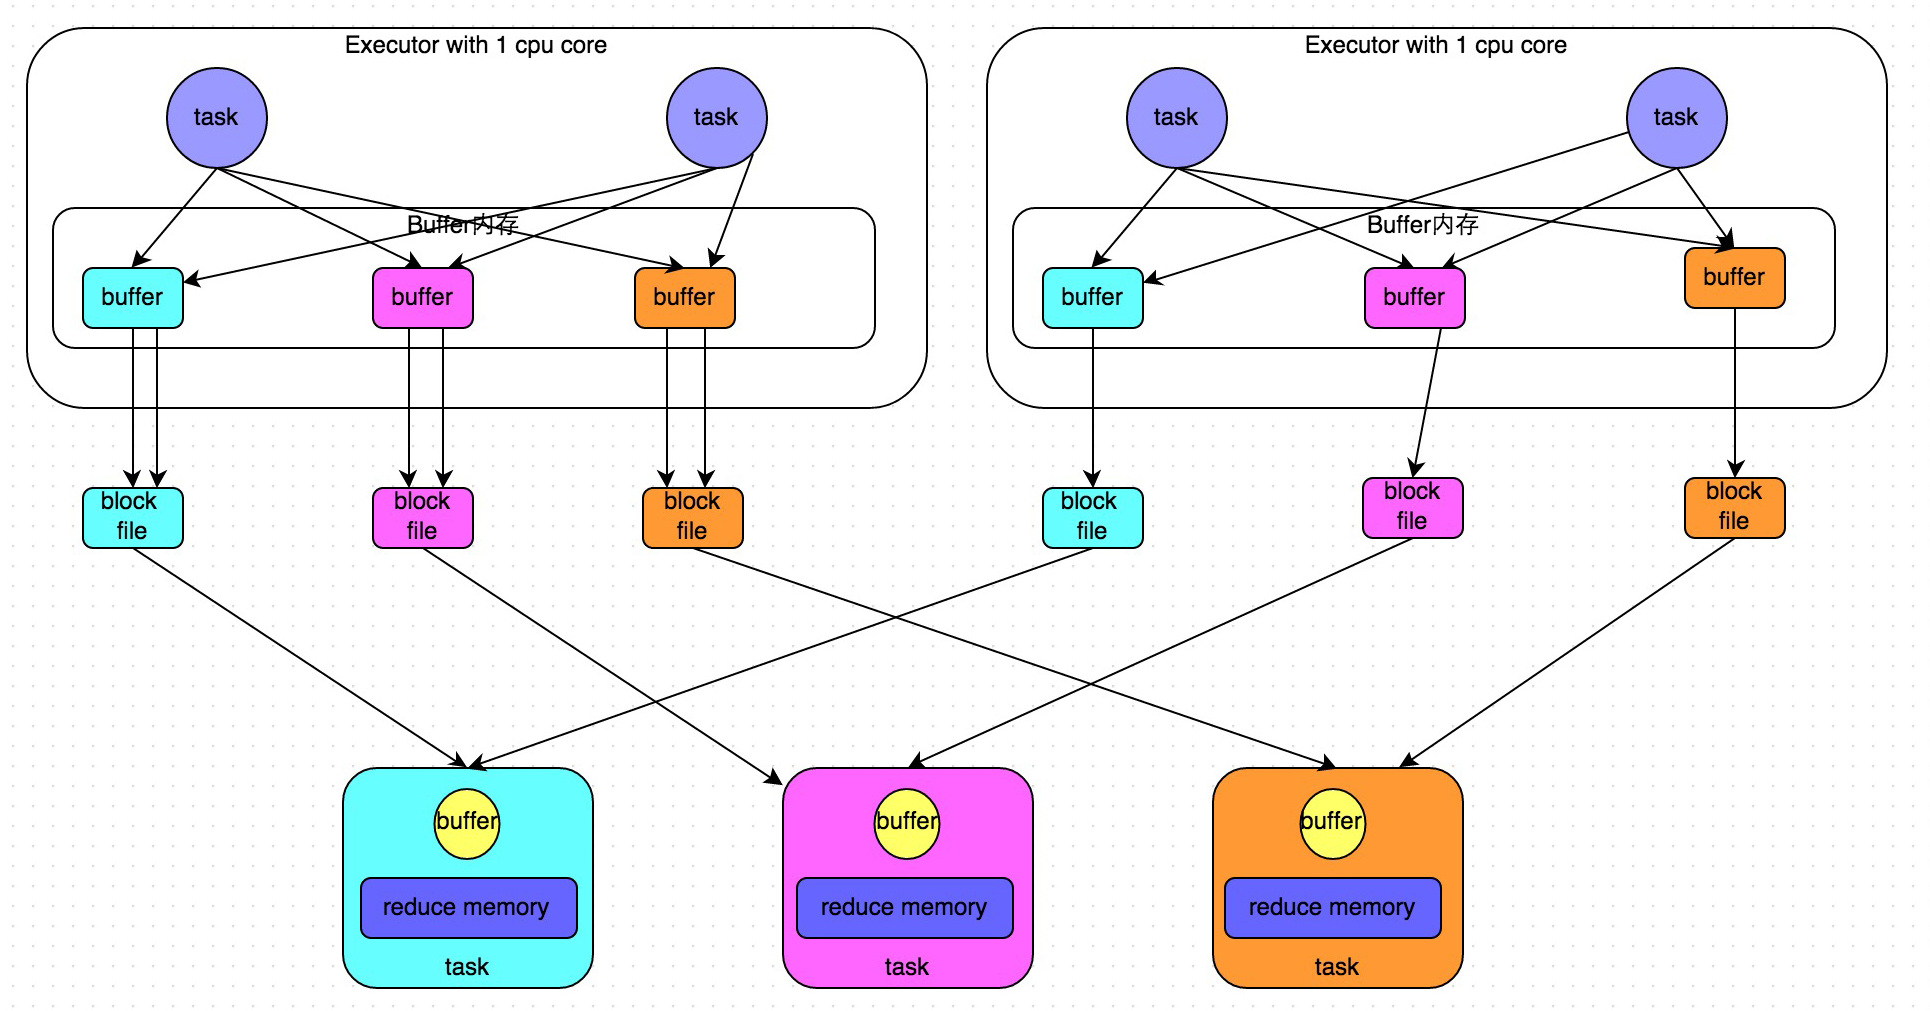 Executor with 1 cpu core
Executor with 1 cpu core
task
task
task
task
Buffer内存
Buffer内存
buffer
buffer
buffer
buffer
buffer
buffer
block
file
block
file
block
file
block
file
block
file
block
file
buffer
buffer
buffer
reduce memory
reduce memory
reduce memory
task
task
task